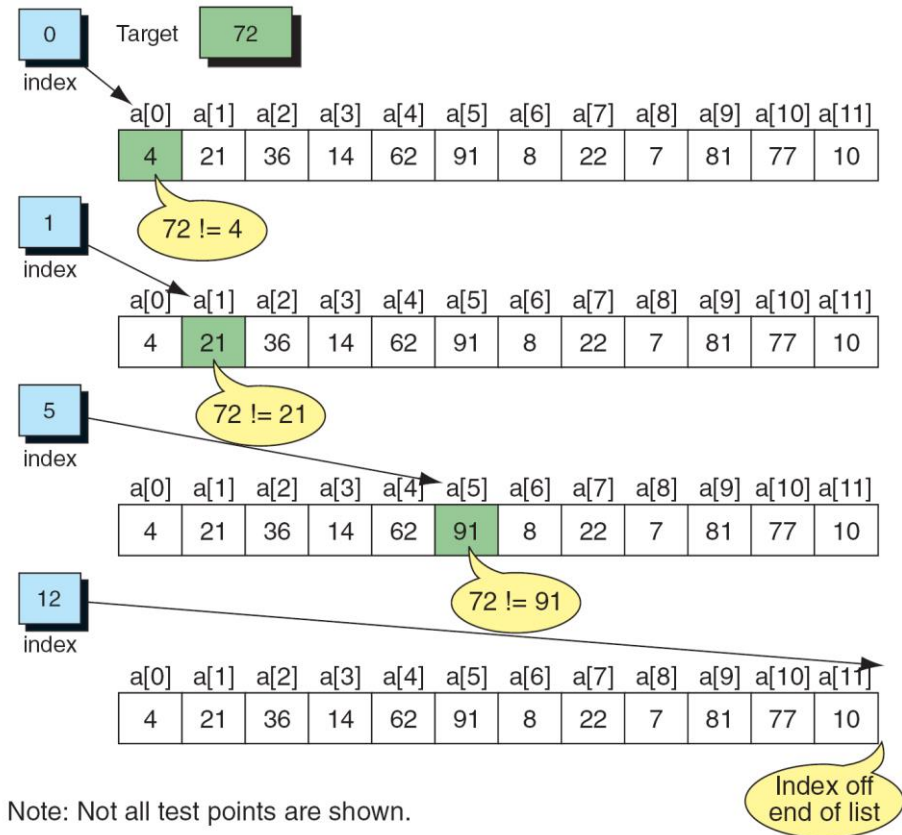 0 Target 72
index
a[0] a[1] a[2] a[3] a[4] a[5] a[6] a[7] a[8] a[9] a[10] a[11]
4 21 36 14 62 91 8 22 7 81 77 10
72 != 4
1
index
a[0] a[1] a[2] a[3] a[4] a[5] a[6] a[7] a[8] a[9] a[10] a[11]
4 21 36 14 62 91 8 22 7 81 77 10
72 != 21
5
index
a[0] a[1] a[2] a[3] a[4] a[5] a[6] a[7] a[8] a[9] a[10] a[11]
4 21 36 14 62 91 8 22 7 81 77 10
72 != 91
12
index
a[0] a[1] a[2] a[3] a[4] a[5] a[6] a[7] a[8] a[9] a[10] a[11]
4 21 36 14 62 91 8 22 7 81 77 10
Index off
end of list
Note: Not all test points are shown.